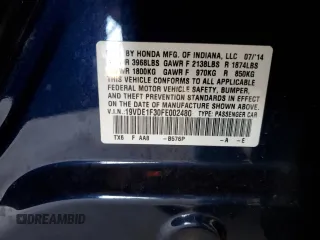 BY HONDA MFG. OF INDIANA, LLC 07/14
R 3968LBS GAWR F 2138LBS R 1874LBS
R 1800KG GAWR F 970KG R 850KG
THIS VEHICLE CONFORMS TO ALL APPLICABLE
FEDERAL MOTOR VEHICLE SAFETY, BUMPER,
AND THEFT PREVENTION STANDARDS IN EFFECT
ON THE DATE OF MANUFACTURE SHOWN ABOVE.
V.I.N. 19VDE1F30FE002480 TYPE: PASSENGER CAR
TX6 F AA8 - B576P - A - E
DREAMBID